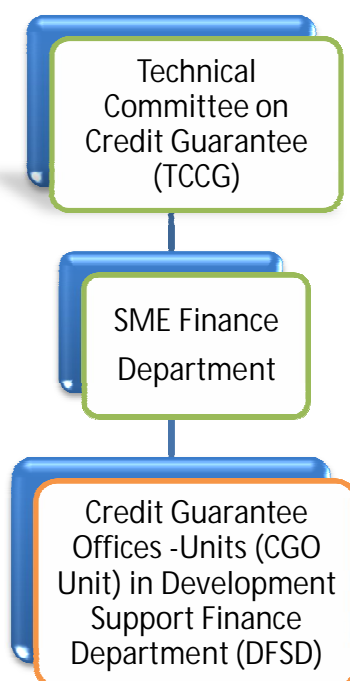 Technical
Committee on
Credit Guarantee
(TCCG)
SME Finance
Department
Credit Guarantee
Offices -Units (CGO
Unit) in Development
Support Finance
Department (DFSD)